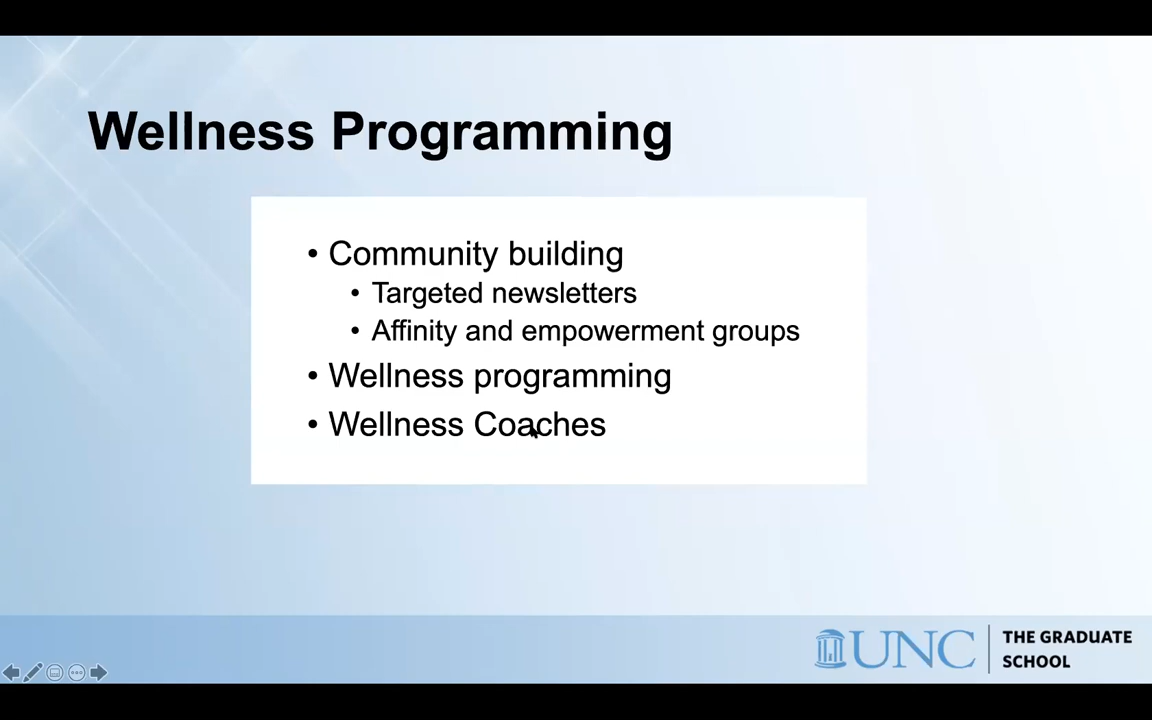 Wellness Programming
• Community building
• Targeted newsletters
• Affinity and empowerment groups
• Wellness programming
• Wellness Coaches
UNC
THE GRADUATE
SCHOOL